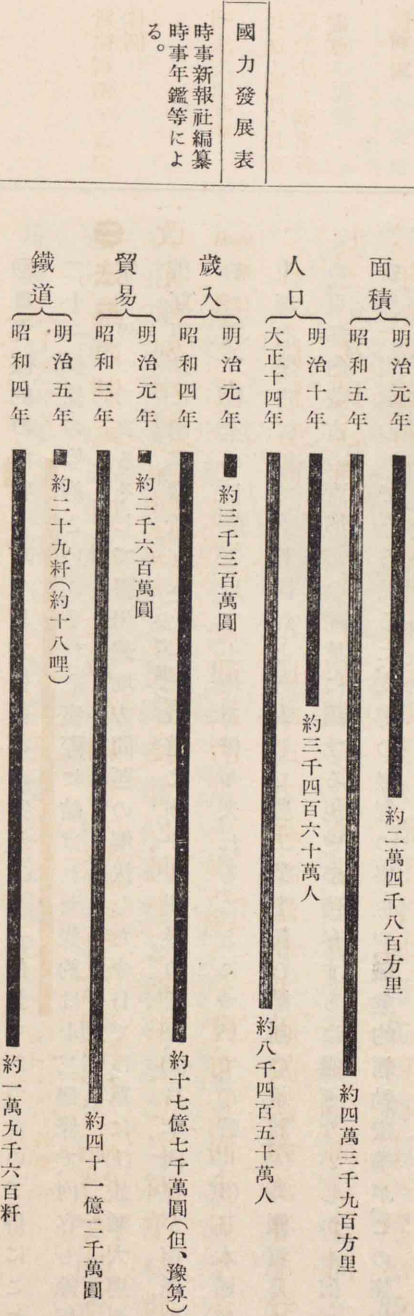 國力發展表
時事新報社編纂
時事年鑑等によ
る。
面積
明治元年 約二萬四千八百方里
昭和五年 約四萬三千九百方里
人口
明治十年 約三千四百六十萬人
大正十四年 約八千四百五十萬人
歲入
明治元年 約三千三百萬圓
昭和四年 約十七億七千萬圓(但、豫算)
貿易
明治元年 約二千六百萬圓
昭和三年 約四十一億二千萬圓
鐵道
明治五年 約二十九粁(約十八哩)
昭和四年 約一萬九千六百粁